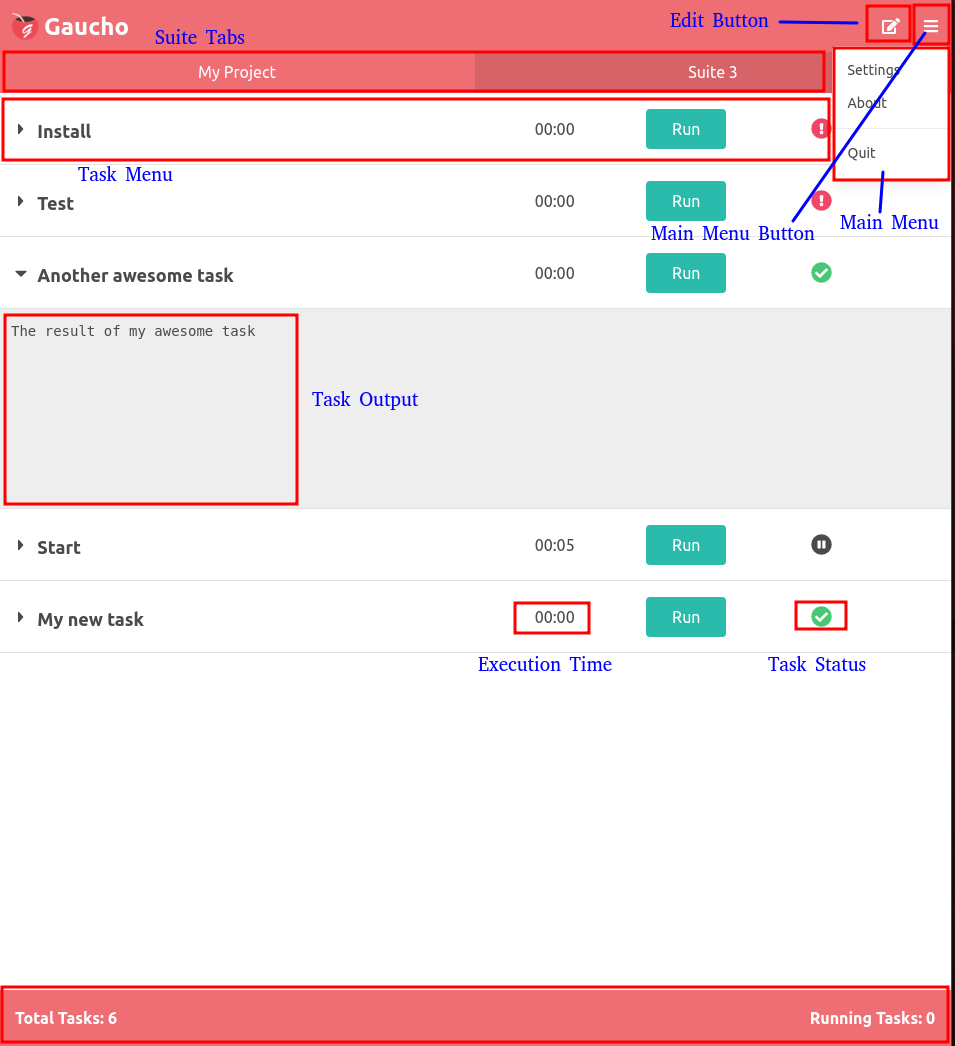 Gaucho
Edit Button
Suite Tabs
My Project
Suite 3
Settings
About
Quit
Install 00:00 Run
Task Menu
Test 00:00 Run
Main Menu
Main Menu Button
Another awesome task 00:00 Run
The result of my awesome task
Task Output
Start 00:05 Run
My new task 00:00 Run
Execution Time
Task Status
Total Tasks: 6
Running Tasks: 0